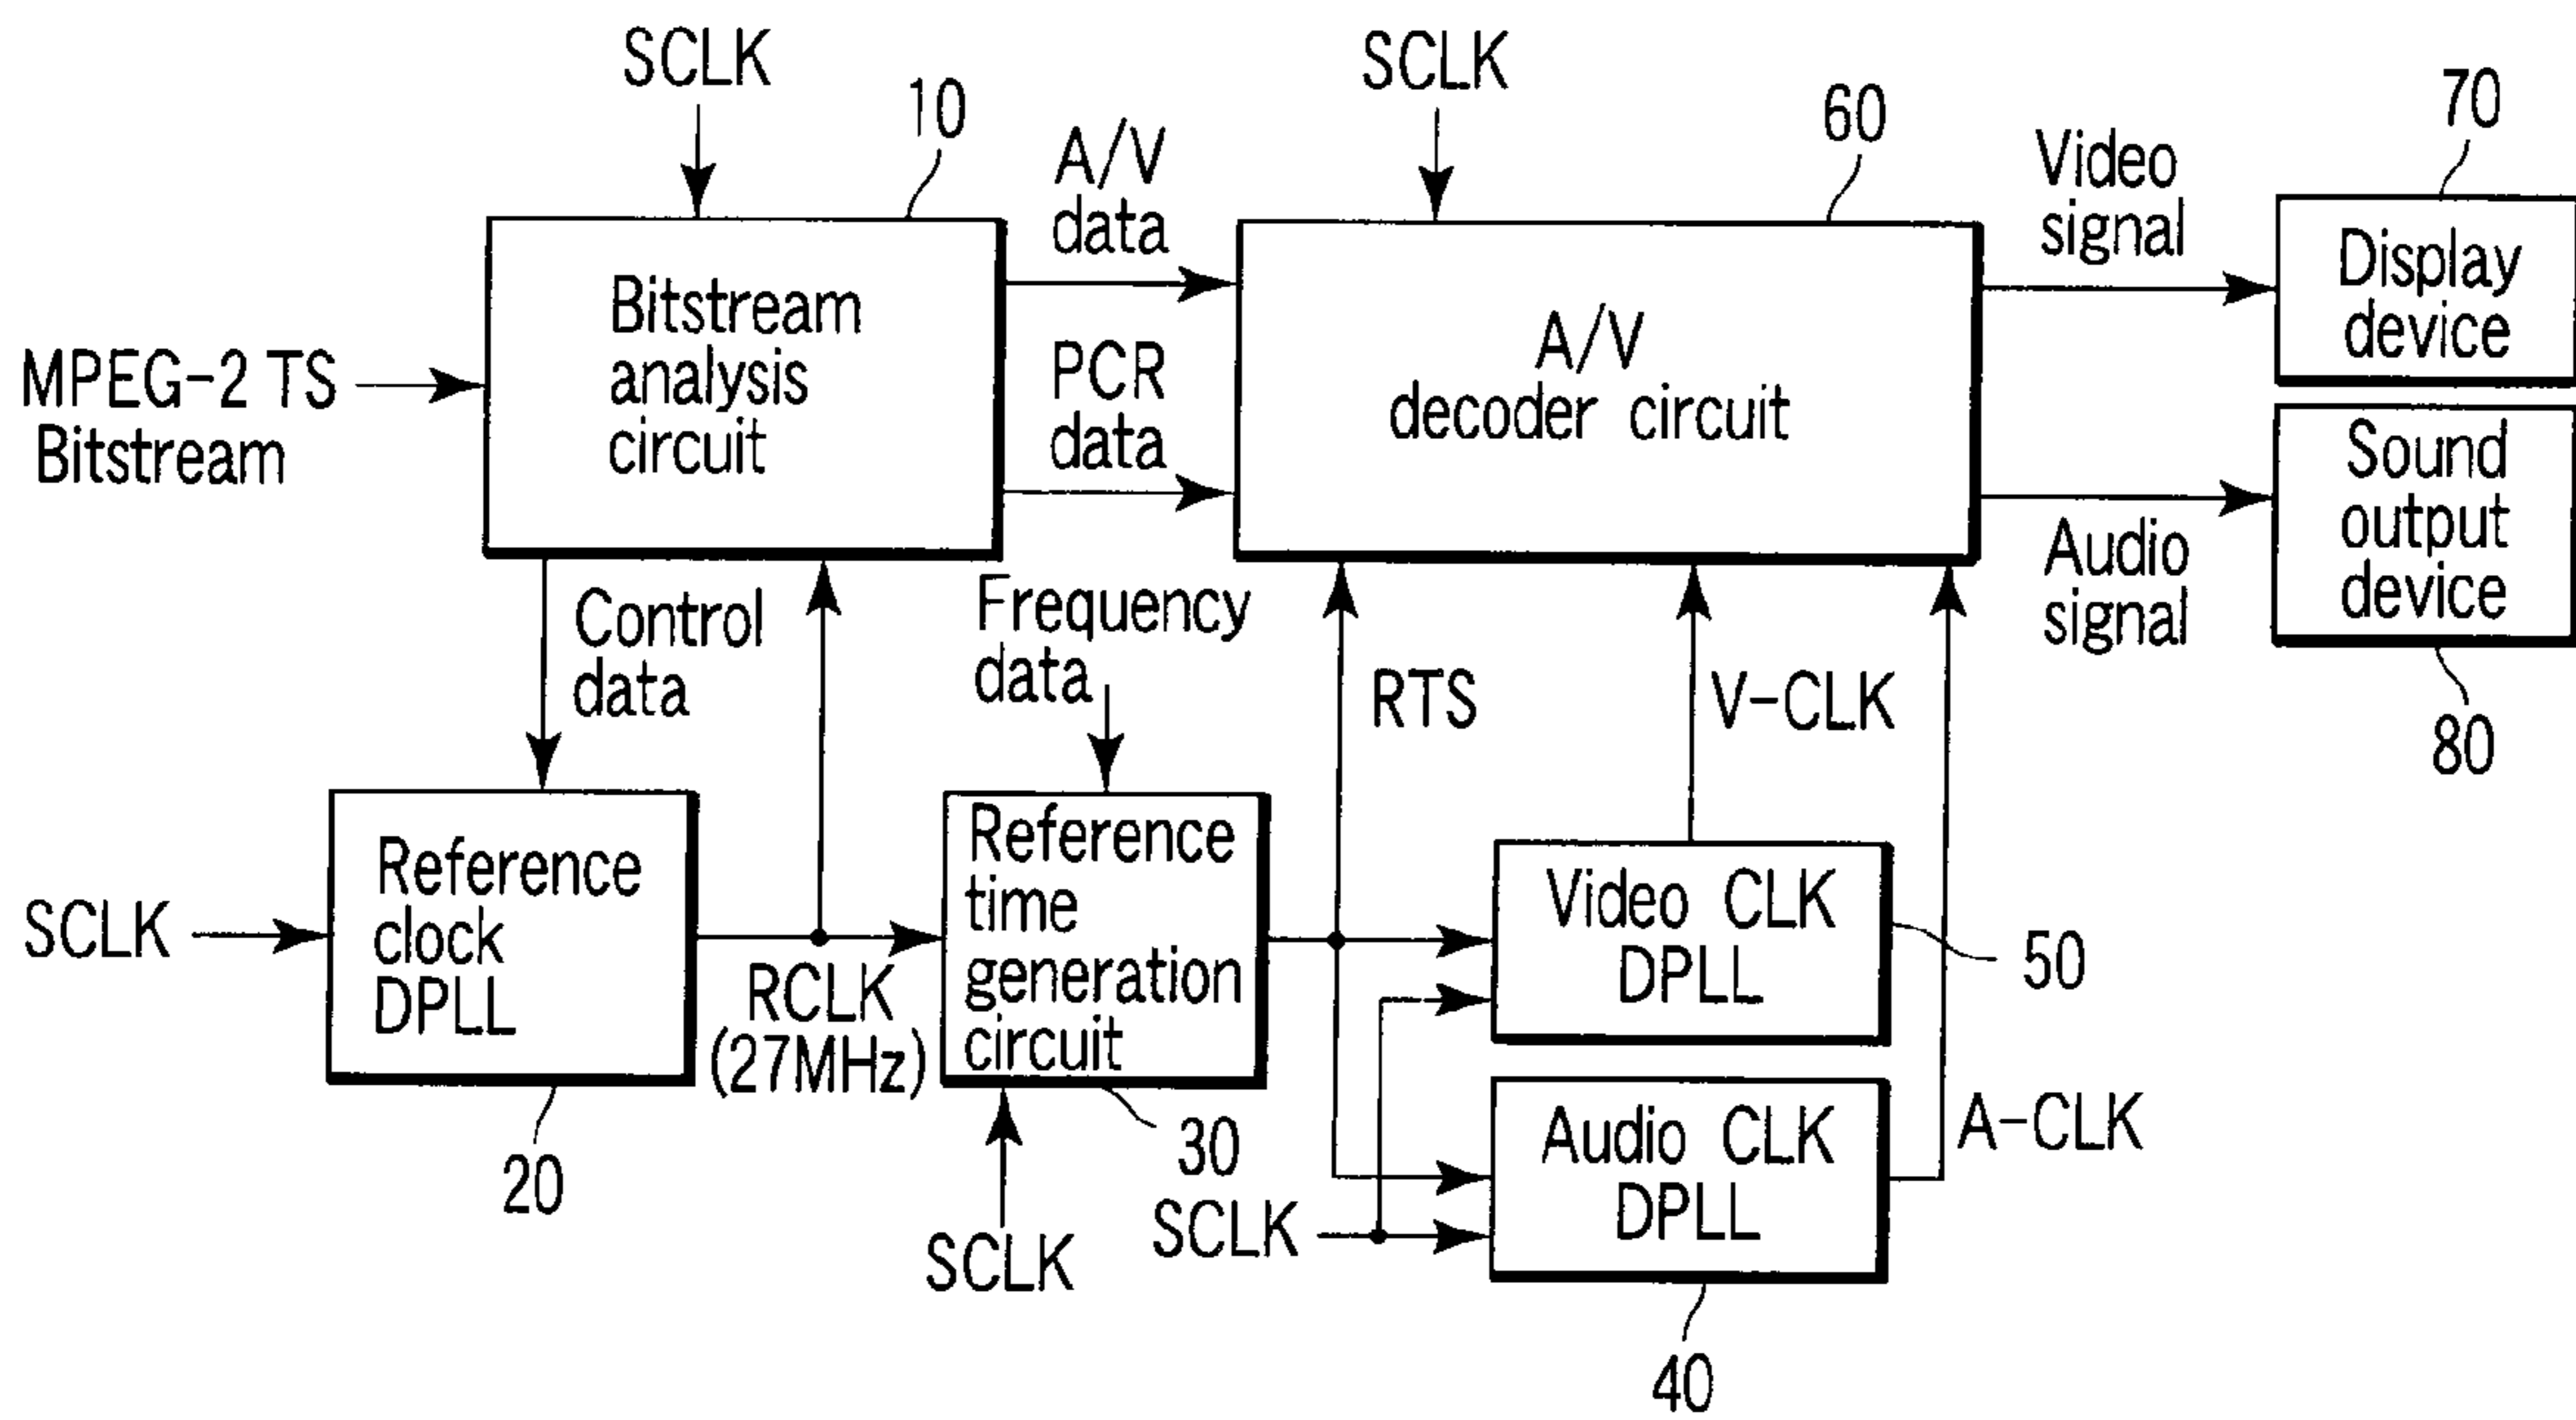 SCLK
10
SCLK
60
70
A/V
data
Video
signal
Display
device
Bitstream
analysis
circuit
MPEG-2 TS
Bitstream
PCR
data
A/V
decoder circuit
Sound
output
device
Audio
signal
80
Control
data
Frequency
data
RTS
V-CLK
SCLK
Reference
clock
DPLL
20
RCLK
(27MHz)
Reference
time
generation
circuit
30
SCLK
Video CLK
DPLL
50
SCLK
Audio CLK
DPLL
40
A-CLK